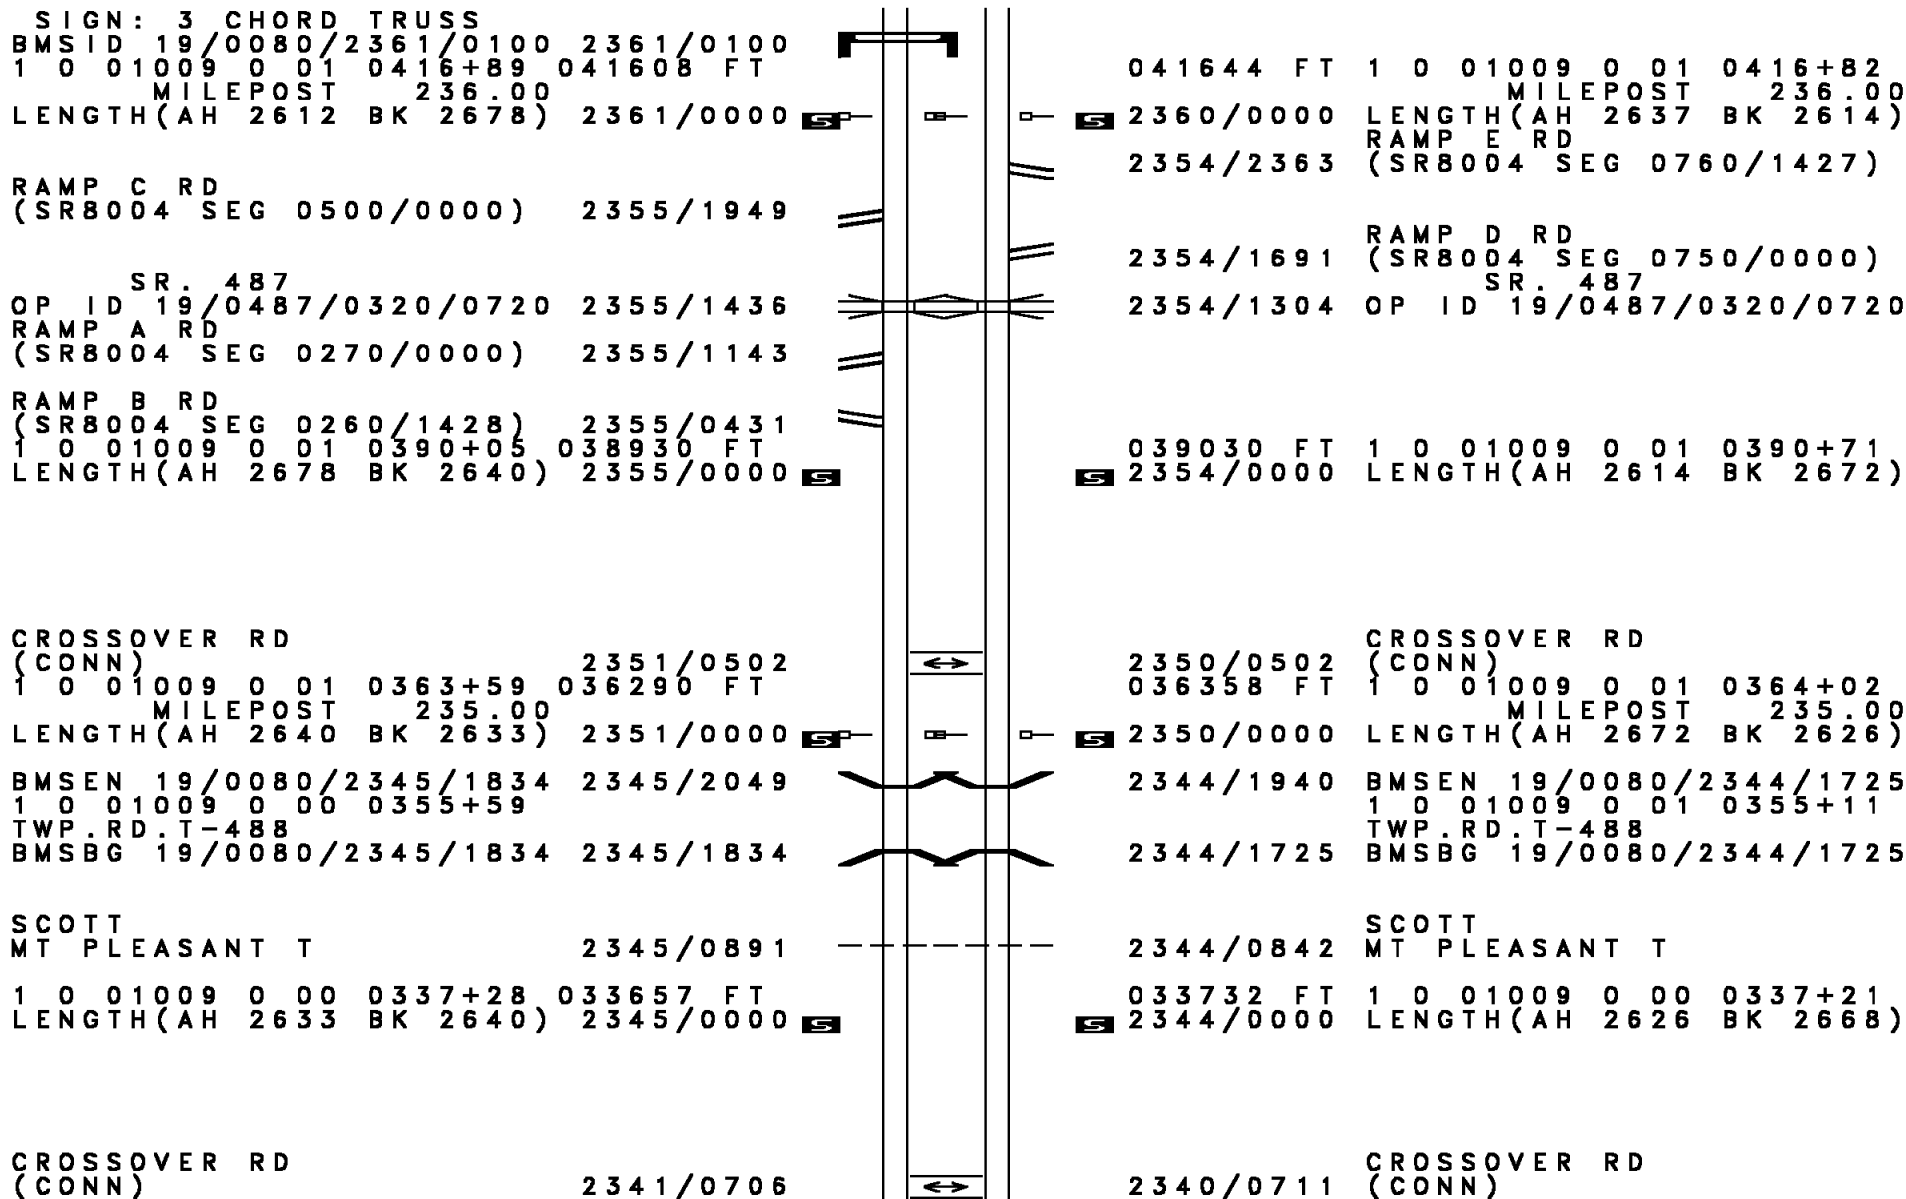 SIGN: 3 CHORD TRUSS
BMSID 19/0080/2361/0100 2361/0100
1 0 01009 0 01 0416+89 041608 FT
MILEPOST 236.00
LENGTH(AH 2612 BK 2678) 2361/0000 S
RAMP C RD
(SR8004 SEG 0500/0000) 2355/1949
SR. 487
OP ID 19/0487/0320/0720 2355/1436
RAMP A RD
(SR8004 SEG 0270/0000) 2355/1143
RAMP B RD
(SR8004 SEG 0260/1428) 2355/0431
1 0 01009 0 01 0390+05 038930 FT
LENGTH(AH 2678 BK 2640) 2355/0000 S
CROSSOVER RD
(CONN) 2351/0502
1 0 01009 0 01 0363+59 036290 FT
MILEPOST 235.00
LENGTH(AH 2640 BK 2633) 2351/0000 S
BMSEN 19/0080/2345/1834 2345/2049
1 0 01009 0 00 0355+59
TWP.RD.T-488
BMSBG 19/0080/2345/1834 2345/1834
SCOTT
MT PLEASANT T 2345/0891
1 0 01009 0 00 0337+28 033657 FT
LENGTH(AH 2633 BK 2640) 2345/0000 S
CROSSOVER RD
(CONN) 2341/0706
041644 FT 1 0 01009 0 01 0416+82
MILEPOST 236.00
S 2360/0000 LENGTH(AH 2637 BK 2614)
RAMP E RD
2354/2363 (SR8004 SEG 0760/1427)
RAMP D RD
2354/1691 (SR8004 SEG 0750/0000)
SR. 487
2354/1304 OP ID 19/0487/0320/0720
039030 FT 1 0 01009 0 01 0390+71
S 2354/0000 LENGTH(AH 2614 BK 2672)
CROSSOVER RD
2350/0502 (CONN)
036358 FT 1 0 01009 0 01 0364+02
MILEPOST 235.00
S 2350/0000 LENGTH(AH 2672 BK 2626)
2344/1940 BMSEN 19/0080/2344/1725
1 0 01009 0 01 0355+11
TWP.RD.T-488
2344/1725 BMSBG 19/0080/2344/1725
SCOTT
2344/0842 MT PLEASANT T
033732 FT 1 0 01009 0 00 0337+21
S 2344/0000 LENGTH(AH 2626 BK 2668)
CROSSOVER RD
2340/0711 (CONN)